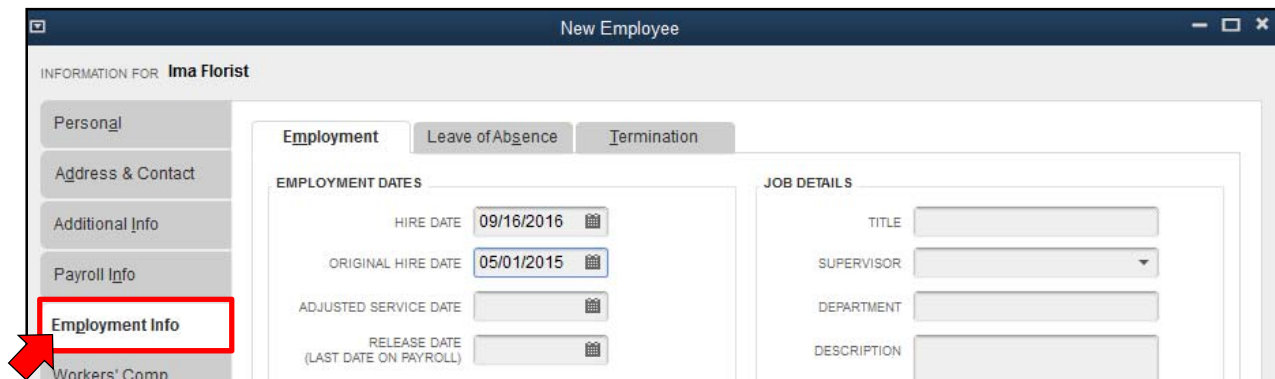 New Employee
INFORMATION FOR Ima Florist
Personal
Address & Contact
Additional Info
Payroll Info
Employment Info
Workers' Comp
Employment Leave of Absence Termination
EMPLOYMENT DATES
HIRE DATE 09/16/2016
ORIGINAL HIRE DATE 05/01/2015
ADJUSTED SERVICE DATE
RELEASE DATE
(LAST DATE ON PAYROLL)
JOB DETAILS
TITLE
SUPERVISOR
DEPARTMENT
DESCRIPTION